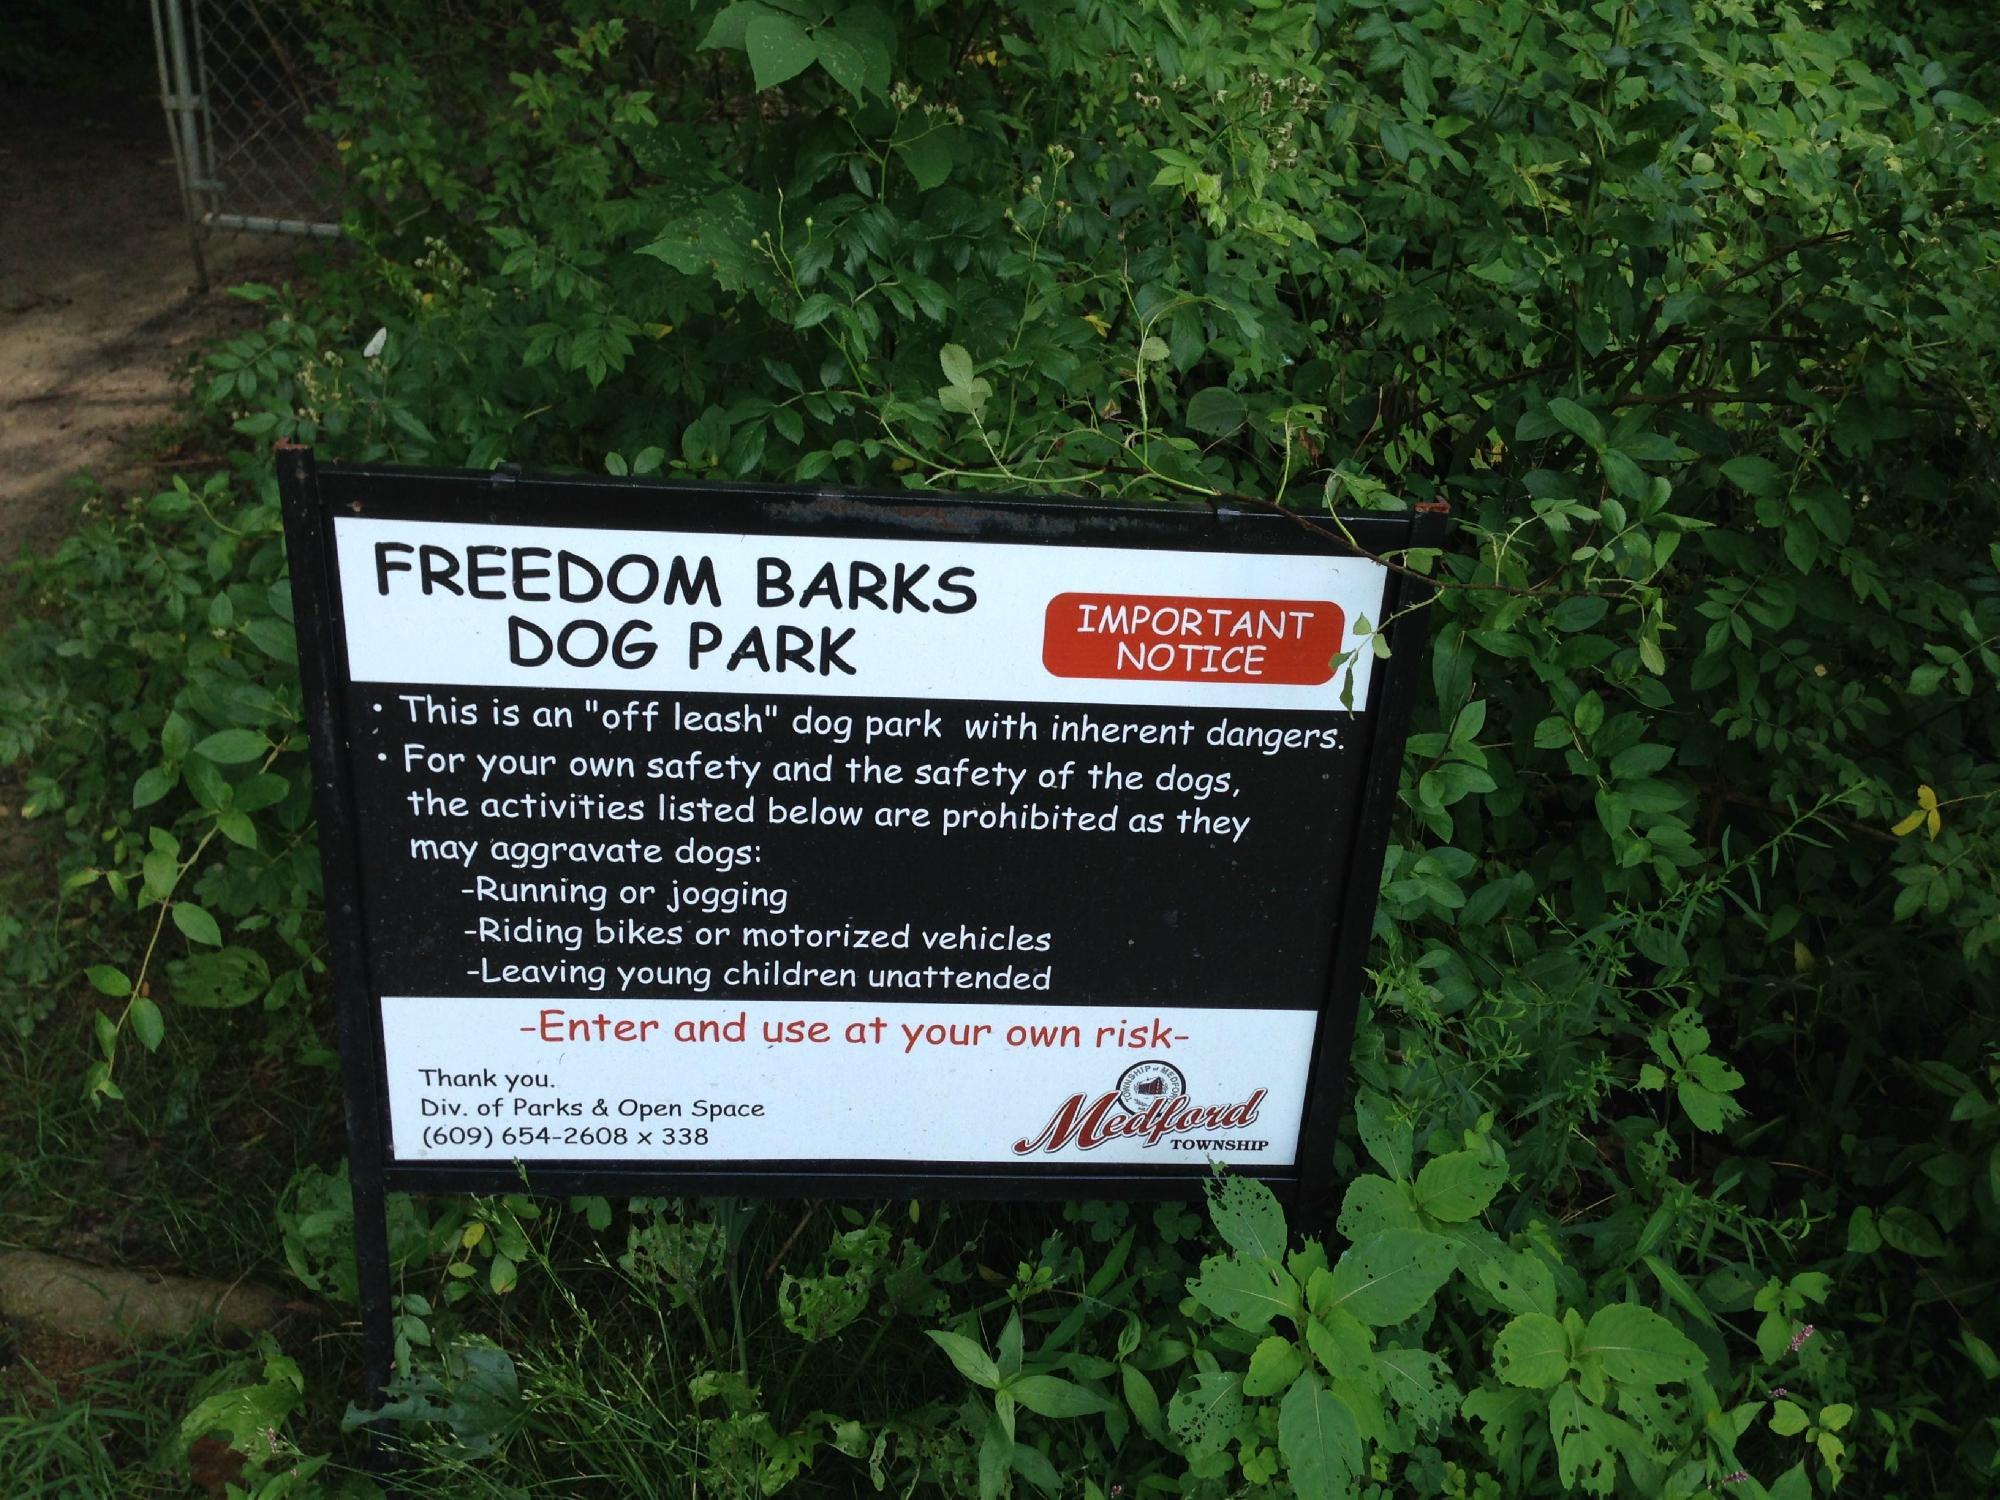 FREEDOM BARKS
DOG PARK
IMPORTANT
NOTICE
• This is an "off leash" dog park with inherent dangers.
• For your own safety and the safety of the dogs,
the activities listed below are prohibited as they
may aggravate dogs:
-Running or jogging
-Riding bikes or motorized vehicles
-Leaving young children unattended
-Enter and use at your own risk-
Thank you.
Div. of Parks & Open Space
(609) 654-2608 x 338
TOWNSHIP of MEDFORD
Medford
TOWNSHIP